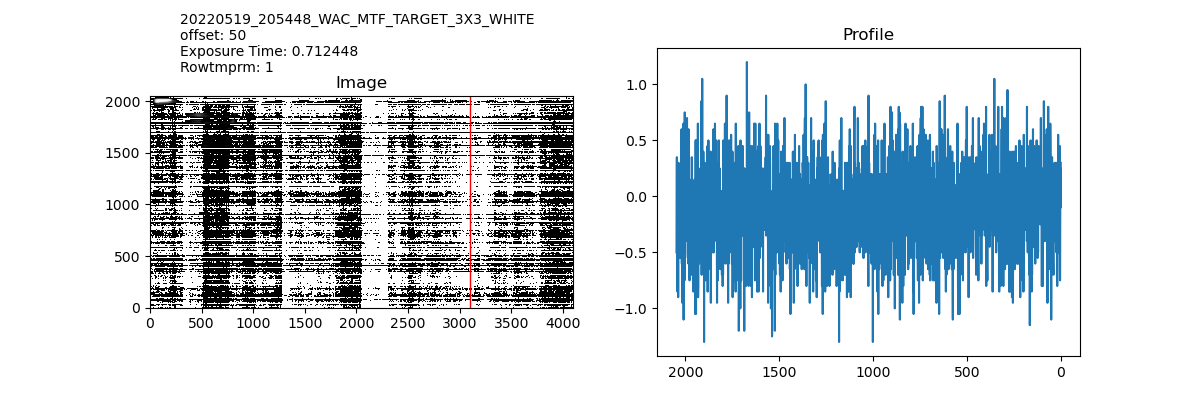 20220519_205448_WAC_MTF_TARGET_3X3_WHITE
offset: 50
Exposure Time: 0.712448
Rowtmprm: 1
Image
2000
1500
1000
500
0
0 500 1000 1500 2000 2500 3000 3500 4000
Profile
1.0
0.5
0.0
−0.5
−1.0
2000 1500 1000 500 0